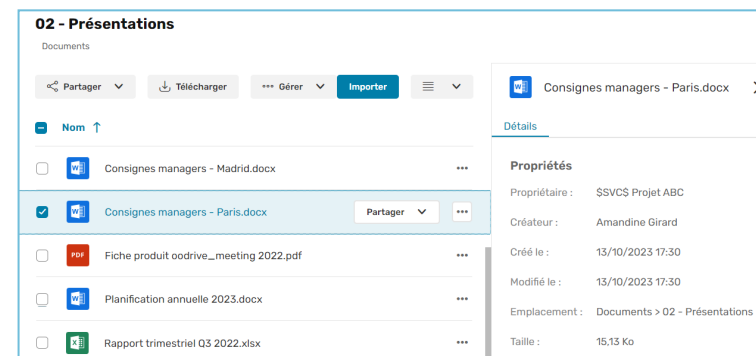 02 - Présentations
Documents
Partager
Télécharger
Gérer
Importer
Nom
Consignes managers - Madrid.docx
Consignes managers - Paris.docx
Partager
PDF
Fiche produit oodrive_meeting 2022.pdf
Planification annuelle 2023.docx
Rapport trimestriel Q3 2022.xlsx
Consignes managers - Paris.docx
Détails
Propriétés
Propriétaire : $SVC$ Projet ABC
Créateur : Amandine Girard
Créé le : 13/10/2023 17:30
Modifié le : 13/10/2023 17:30
Emplacement : Documents > 02 - Présentations
Taille : 15,13 Ko